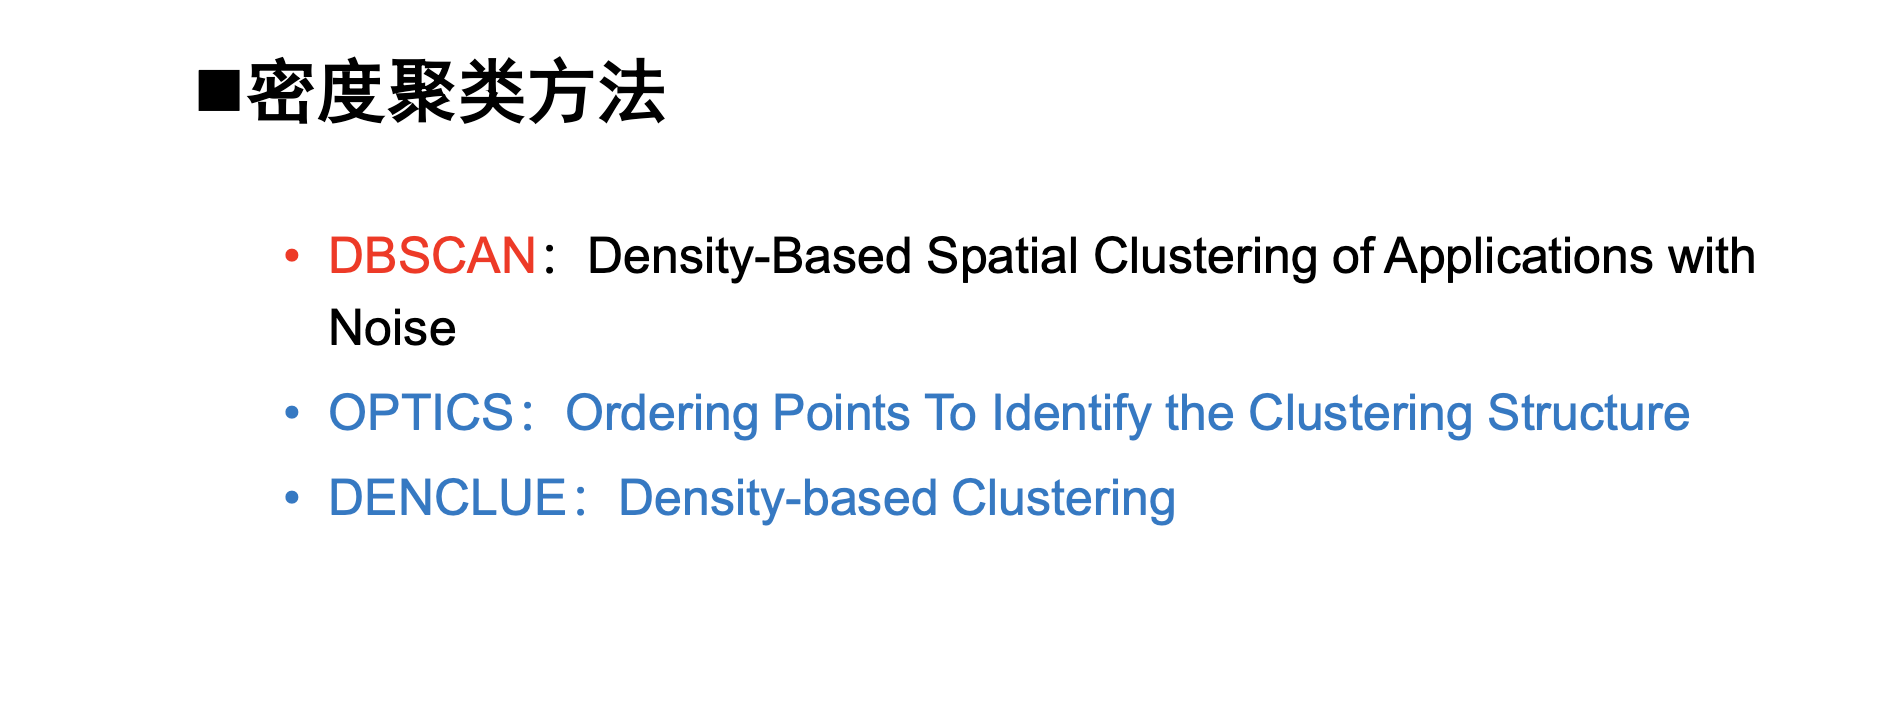 ■密度聚类方法
• DBSCAN：Density-Based Spatial Clustering of Applications with
Noise
• OPTICS：Ordering Points To Identify the Clustering Structure
• DENCLUE：Density-based Clustering